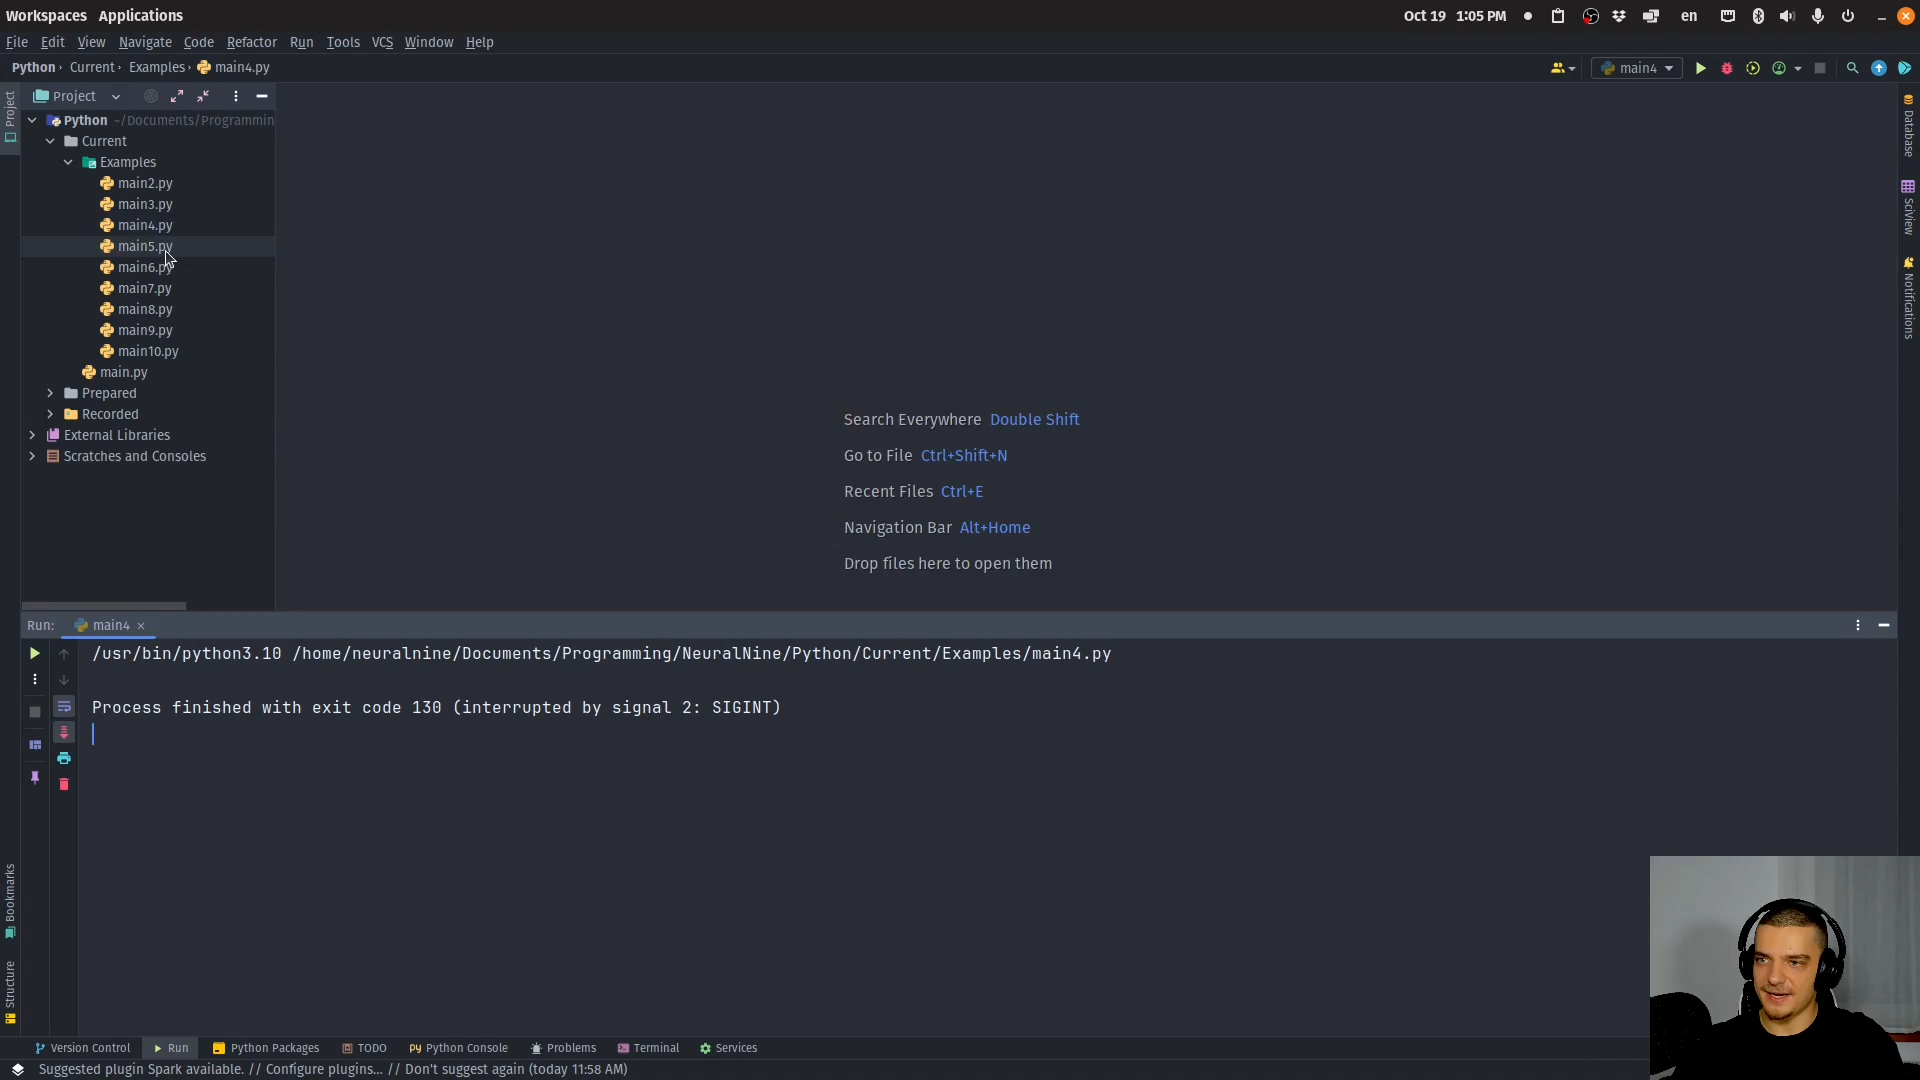 Workspaces Applications
Oct 19 1:05 PM
en
File Edit View Navigate Code Refactor Run Tools VCS Window Help
Python Current Examples main4.py
main4
Project
Project
Python ~/Documents/Programmin
Current
Examples
main2.py
main3.py
main4.py
main5.py
main6.py
main7.py
main8.py
main9.py
main10.py
main.py
Prepared
Recorded
External Libraries
Scratches and Consoles
Search Everywhere Double Shift
Go to File Ctrl+Shift+N
Recent Files Ctrl+E
Navigation Bar Alt+Home
Drop files here to open them
Database
SciView
Notifications
Run: main4
/usr/bin/python3.10 /home/neuralnine/Documents/Programming/NeuralNine/Python/Current/Examples/main4.py
Process finished with exit code 130 (interrupted by signal 2: SIGINT)
Bookmarks
Structure
Version Control Run Python Packages TODO Python Console Problems Terminal Services
Suggested plugin Spark available. // Configure plugins... // Don't suggest again (today 11:58 AM)